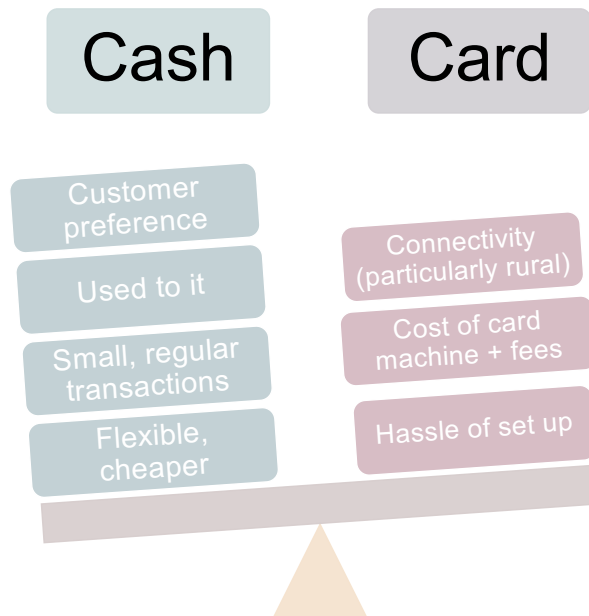 Cash
Card
Customer
preference
Used to it
Small, regular
transactions
Flexible,
cheaper
Connectivity
(particularly rural)
Cost of card
machine + fees
Hassle of set up